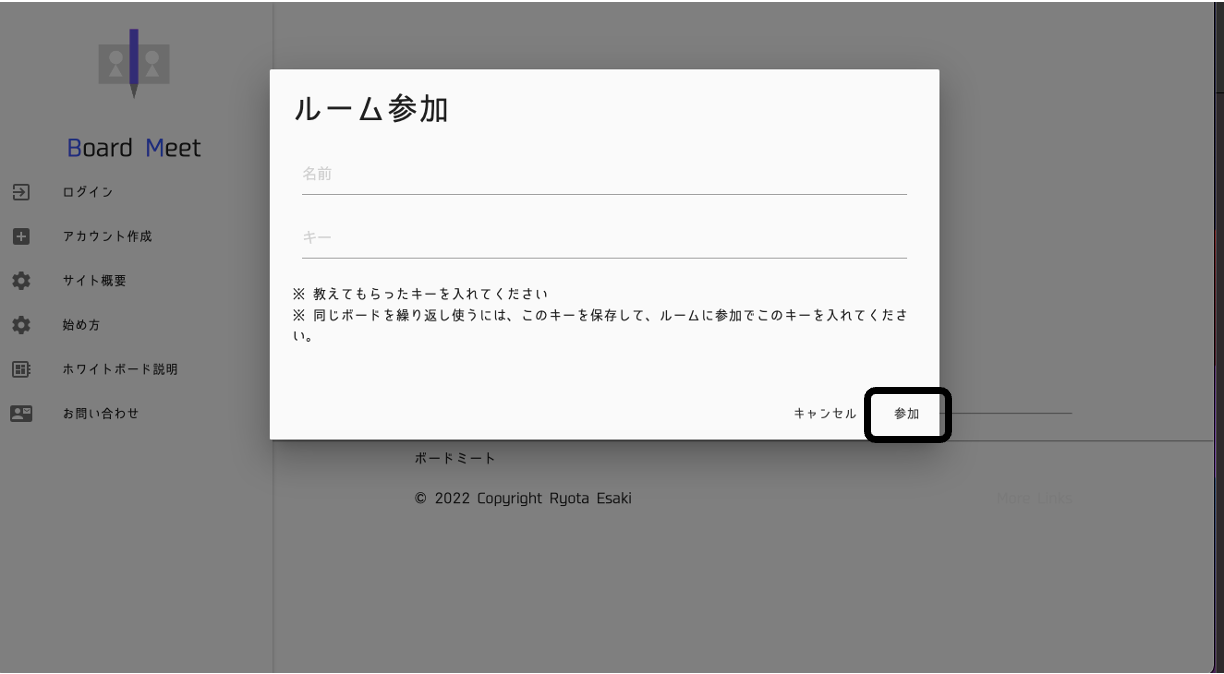 Board Meet
ログイン
アカウント作成
サイト概要
始め方
ホワイトボード説明
お問い合わせ
ルーム参加
名前
キー
※ 教えてもらったキーを入れてください
※ 同じボードを繰り返し使うには、このキーを保存して、ルームに参加でこのキーを入れてくださ
い。
キャンセル 参加
ボードミート
© 2022 Copyright Ryota Esaki
More Links